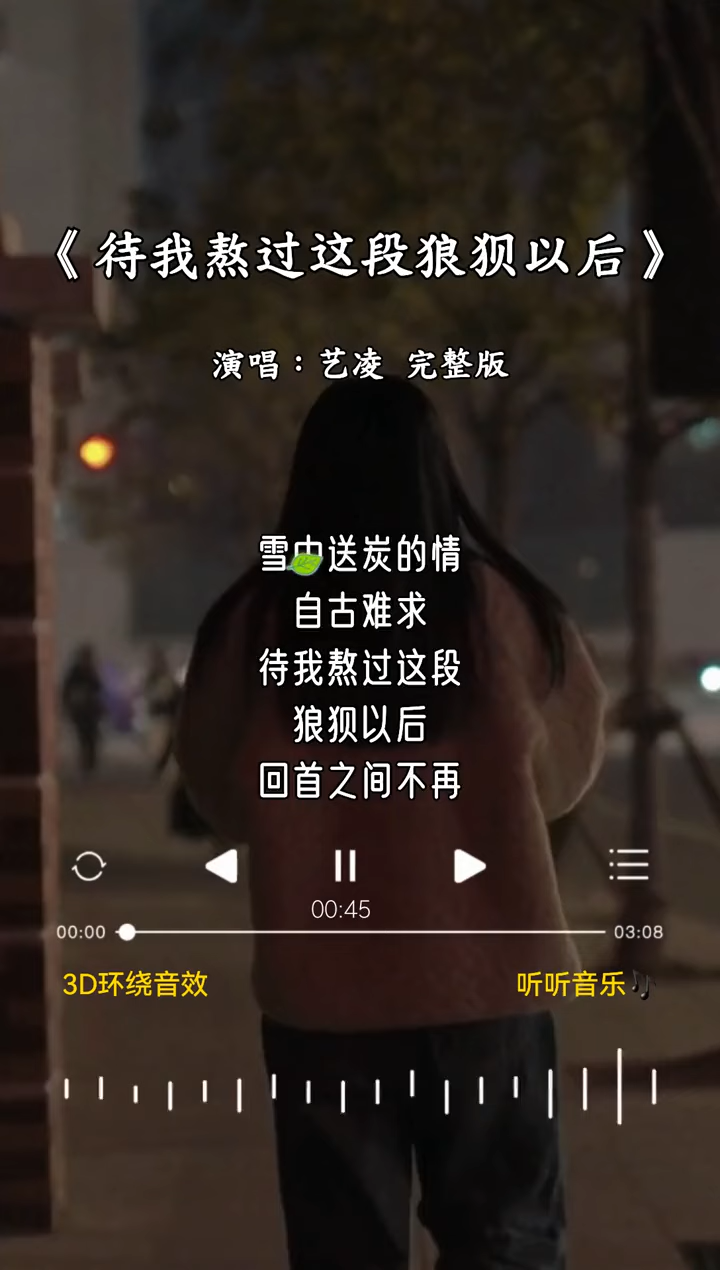 《待我熬过这段狼狈以后》
演唱：艺凌 完整版
雪中送炭的情
自古难求
待我熬过这段
狼狈以后
回首之间不再
00:45
00:00 03:08
3D环绕音效 听听音乐